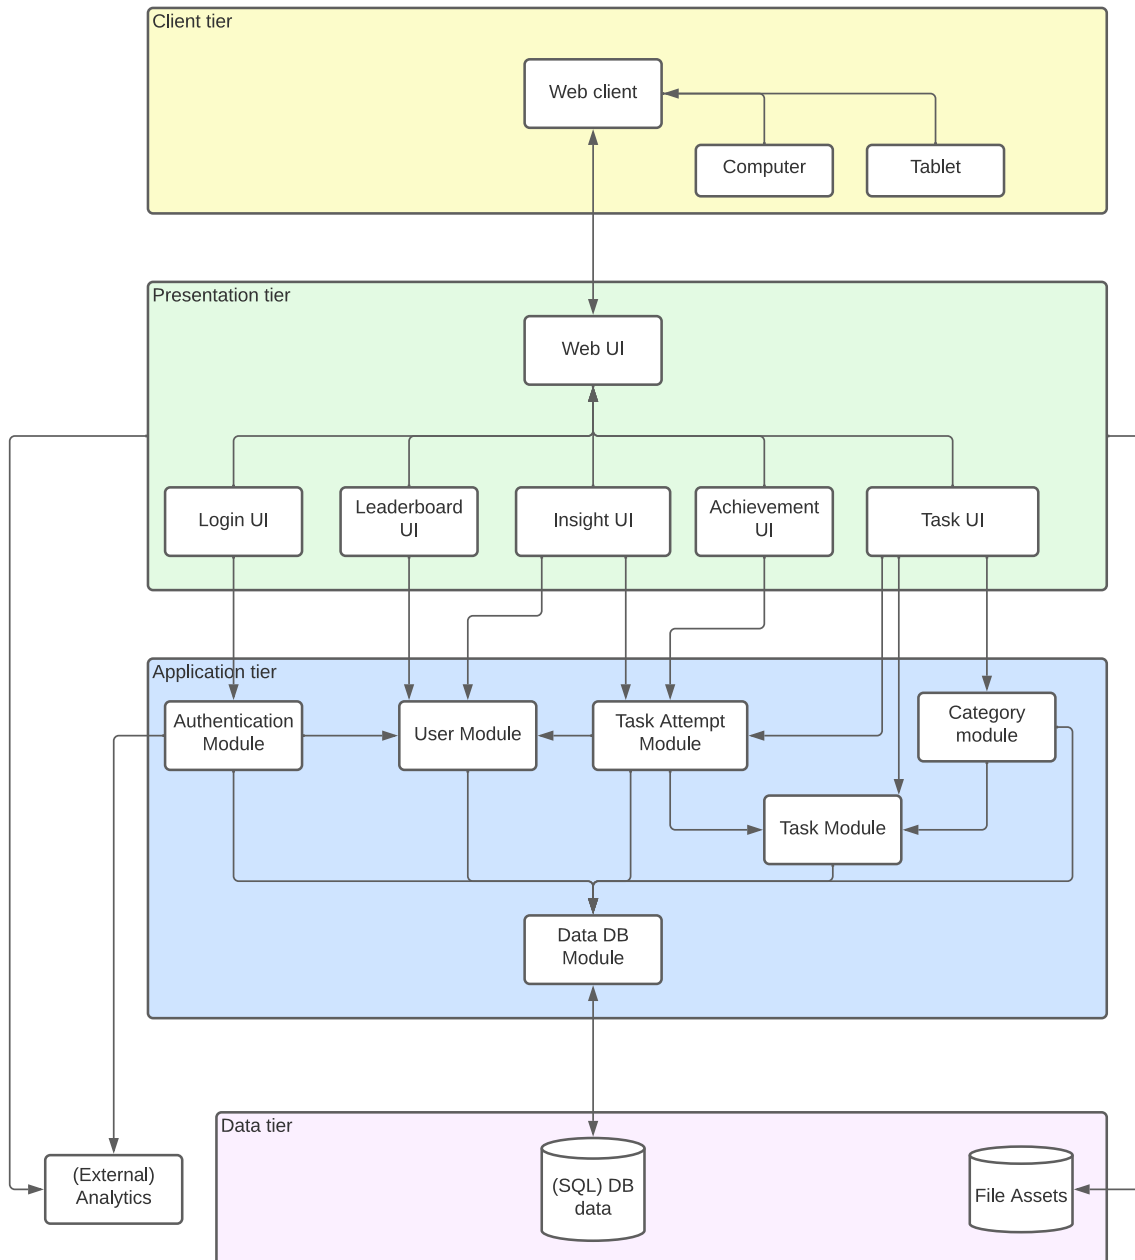 Client tier
Web client
Computer
Tablet
Presentation tier
Web UI
Login UI
Leaderboard
UI
Insight UI
Achievement
UI
Task UI
Application tier
Authentication
Module
User Module
Task Attempt
Module
Category
module
Task Module
Data DB
Module
Data tier
(External)
Analytics
(SQL) DB
data
File Assets